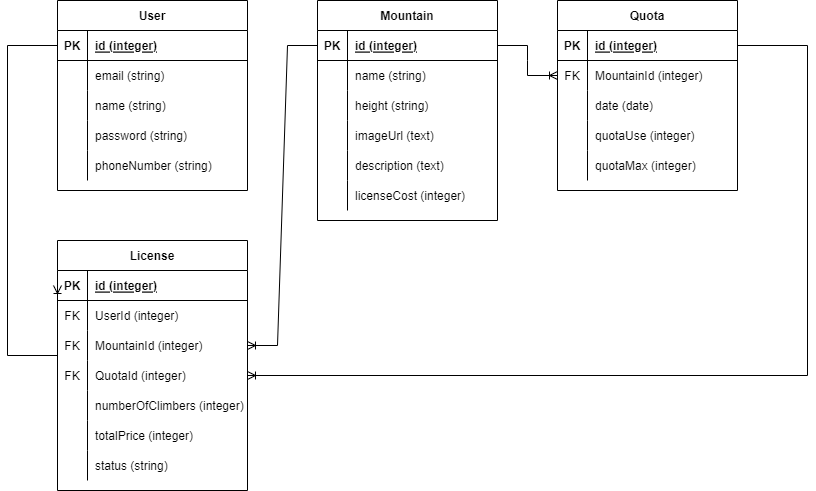 User
PK id (integer)
email (string)
name (string)
password (string)
phoneNumber (string)
Mountain
PK id (integer)
name (string)
height (string)
imageUrl (text)
description (text)
licenseCost (integer)
Quota
PK id (integer)
FK MountainId (integer)
date (date)
quotaUse (integer)
quotaMax (integer)
License
PK id (integer)
FK UserId (integer)
FK MountainId (integer)
FK QuotaId (integer)
numberOfClimbers (integer)
totalPrice (integer)
status (string)